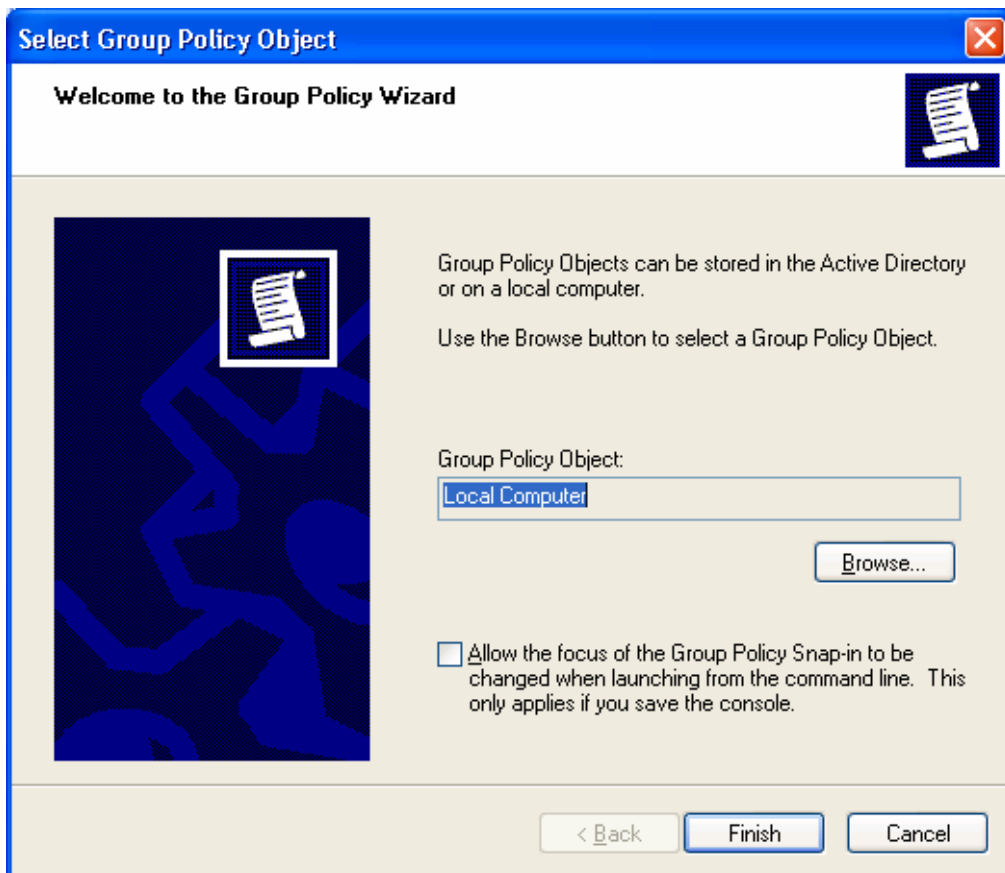 Select Group Policy Object
Welcome to the Group Policy Wizard
Group Policy Objects can be stored in the Active Directory
or on a local computer.
Use the Browse button to select a Group Policy Object.
Group Policy Object:
Local Computer
Browse...
Allow the focus of the Group Policy Snap-in to be
changed when launching from the command line.  This
only applies if you save the console.
< Back
Finish
Cancel